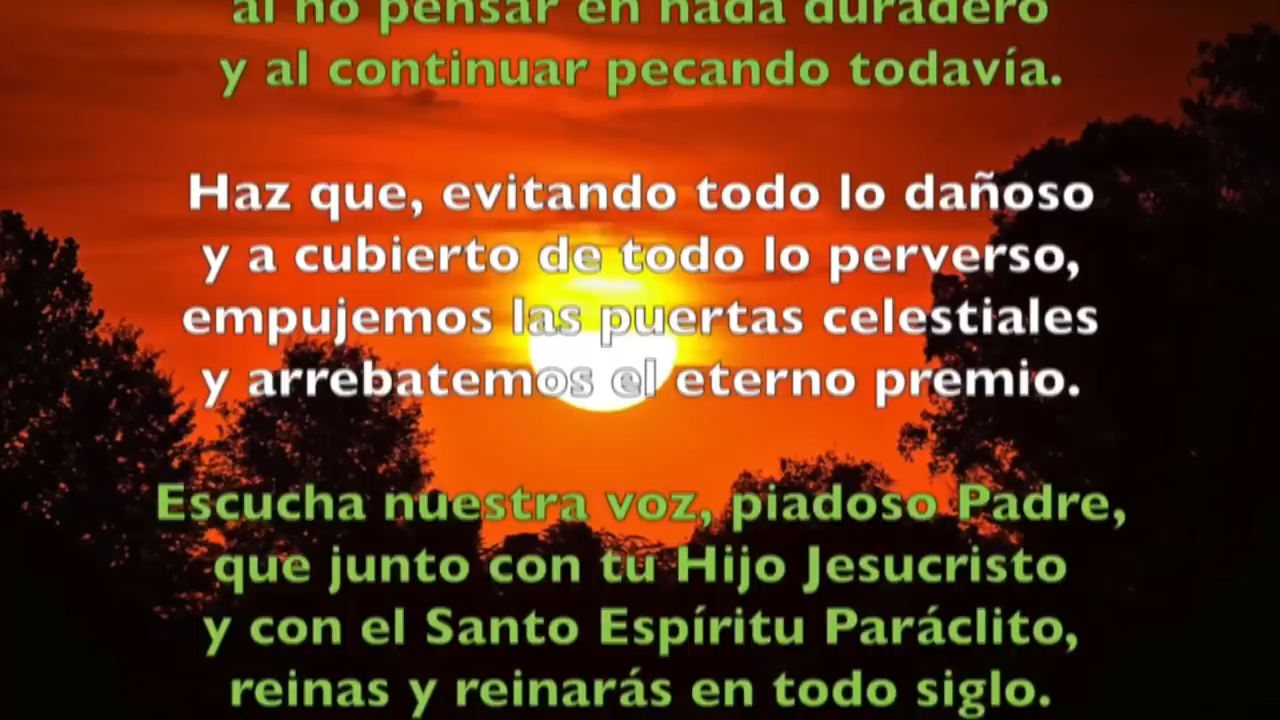 al no pensar en nada duradero
y al continuar pecando todavía.
Haz que, evitando todo lo dañoso
y a cubierto de todo lo perverso,
empujemos las puertas celestiales
y arrebatemos el eterno premio.
Escucha nuestra voz, piadoso Padre,
que junto con tu Hijo Jesucristo
y con el Santo Espíritu Paráclito,
reinas y reinarás en todo siglo.